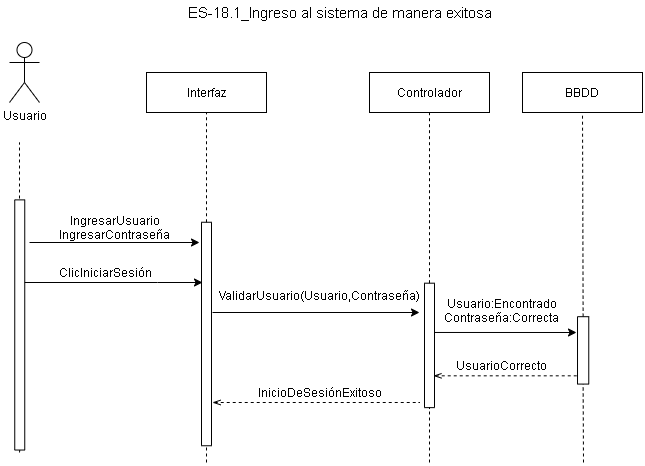 ES-18.1_Ingreso al sistema de manera exitosa
Usuario
Interfaz
Controlador
BBDD
IngresarUsuario
IngresarContraseña
ClicIniciarSesión
ValidarUsuario(Usuario,Contraseña)
Usuario:Encontrado
Contraseña:Correcta
UsuarioCorrecto
InicioDeSesiónExitoso